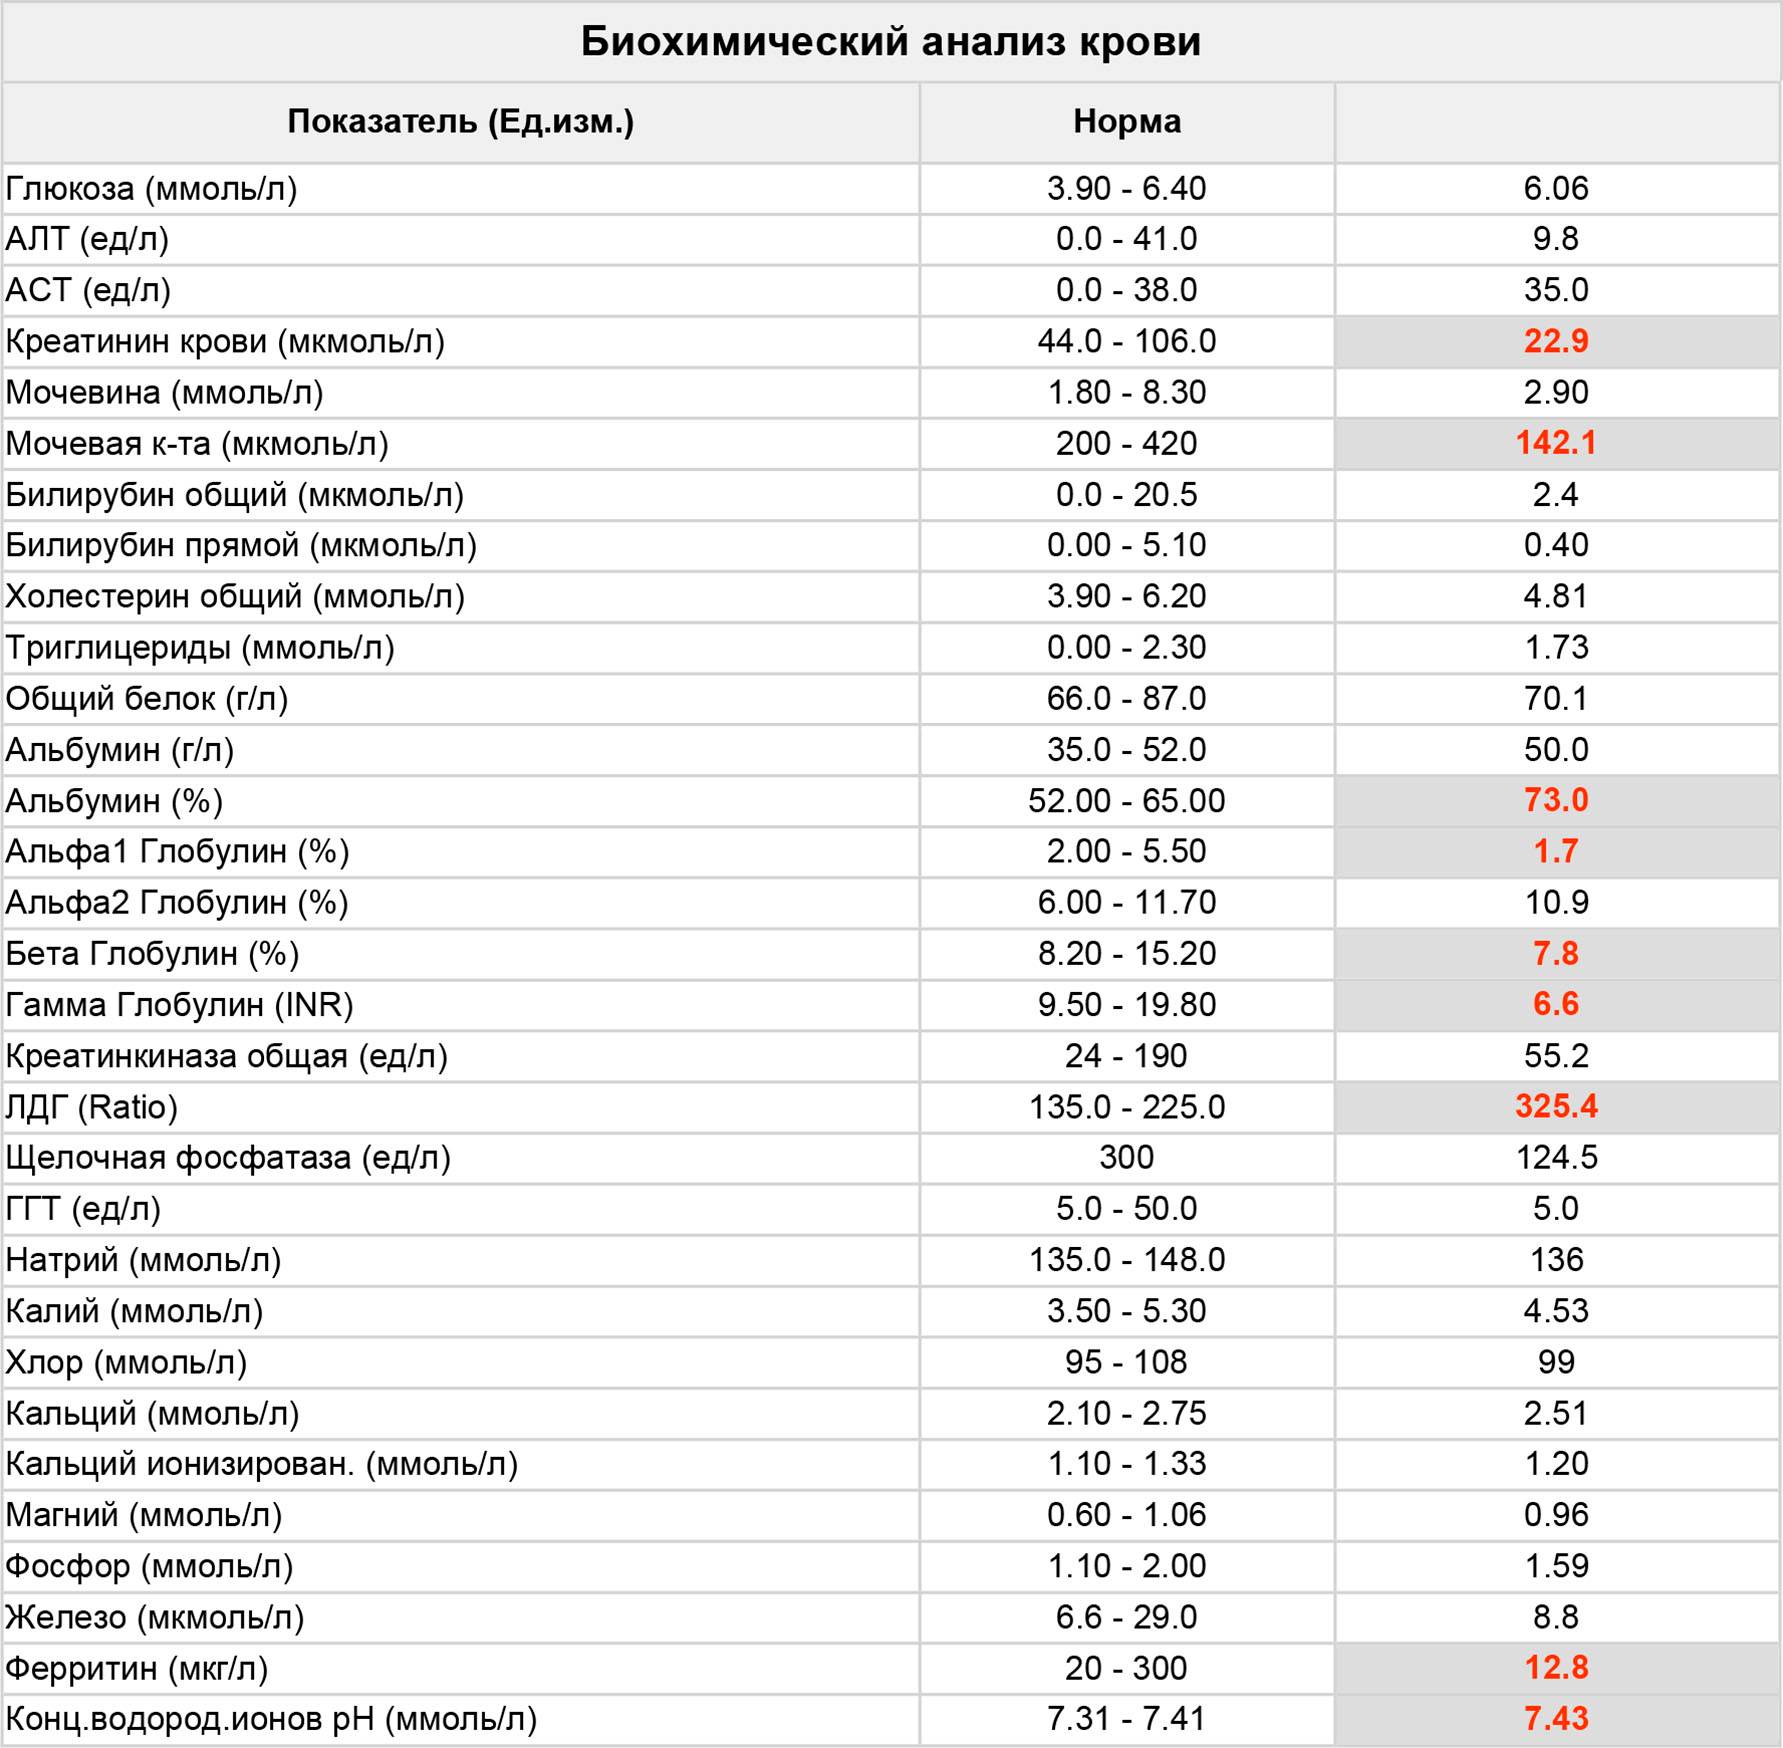 Биохимический анализ крови
Показатель (Ед.изм.) Норма
Глюкоза (ммоль/л) 3.90 - 6.40 6.06
АЛТ (ед/л) 0.0 - 41.0 9.8
АСТ (ед/л) 0.0 - 38.0 35.0
Креатинин крови (мкмоль/л) 44.0 - 106.0 22.9
Мочевина (ммоль/л) 1.80 - 8.30 2.90
Мочевая к-та (мкмоль/л) 200 - 420 142.1
Билирубин общий (мкмоль/л) 0.0 - 20.5 2.4
Билирубин прямой (мкмоль/л) 0.00 - 5.10 0.40
Холестерин общий (ммоль/л) 3.90 - 6.20 4.81
Триглицериды (ммоль/л) 0.00 - 2.30 1.73
Общий белок (г/л) 66.0 - 87.0 70.1
Альбумин (г/л) 35.0 - 52.0 50.0
Альбумин (%) 52.00 - 65.00 73.0
Альфа1 Глобулин (%) 2.00 - 5.50 1.7
Альфа2 Глобулин (%) 6.00 - 11.70 10.9
Бета Глобулин (%) 8.20 - 15.20 7.8
Гамма Глобулин (INR) 9.50 - 19.80 6.6
Креатинкиназа общая (ед/л) 24 - 190 55.2
ЛДГ (Ratio) 135.0 - 225.0 325.4
Щелочная фосфатаза (ед/л) 300 124.5
ГГТ (ед/л) 5.0 - 50.0 5.0
Натрий (ммоль/л) 135.0 - 148.0 136
Калий (ммоль/л) 3.50 - 5.30 4.53
Хлор (ммоль/л) 95 - 108 99
Кальций (ммоль/л) 2.10 - 2.75 2.51
Кальций ионизирован. (ммоль/л) 1.10 - 1.33 1.20
Магний (ммоль/л) 0.60 - 1.06 0.96
Фосфор (ммоль/л) 1.10 - 2.00 1.59
Железо (мкмоль/л) 6.6 - 29.0 8.8
Ферритин (мкг/л) 20 - 300 12.8
Конц.водород.ионов pH (ммоль/л) 7.31 - 7.41 7.43